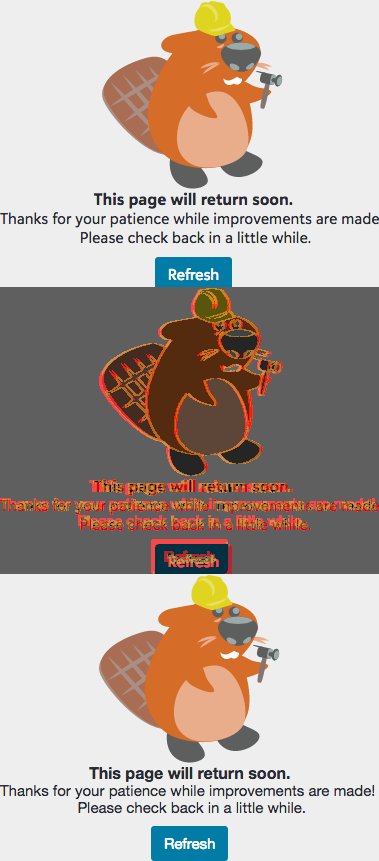 This page will return soon.
Thanks for your patience while improvements are made
Please check back in a little while.
Refresh
This page will return soon.
Thanks for your patience while improvements are made
Please check back in a little while.
Refresh
This page will return soon.
Thanks for your patience while improvements are made!
Please check back in a little while.
Refresh